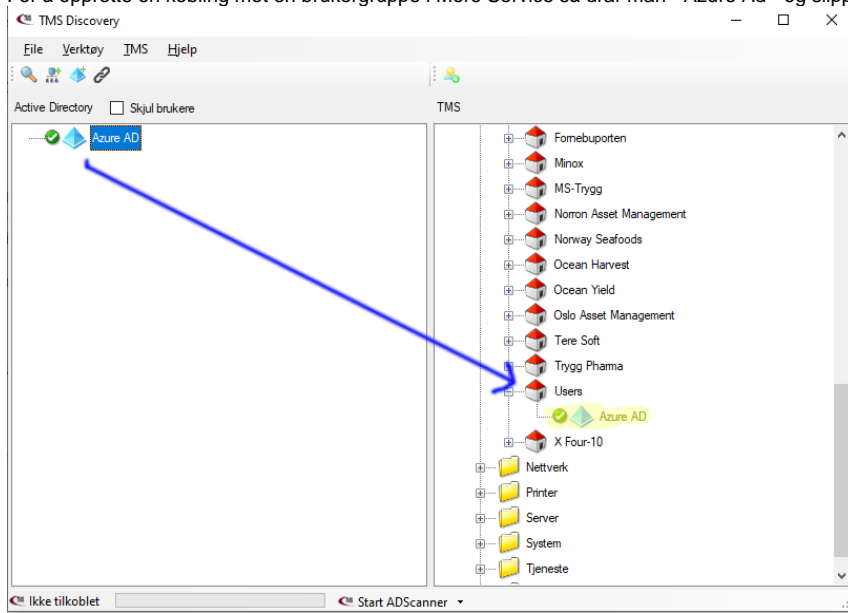 TMS Discovery
File Verktøy TMS Hjelp
Active Directory Skjul brukere
TMS
Azure AD
Fornebuporten
Minox
MS-Trygg
Norron Asset Management
Norway Seafoods
Ocean Harvest
Ocean Yield
Oslo Asset Management
Tere Soft
Trygg Pharma
Users
Azure AD
X Four-10
Nettverk
Printer
Server
System
Tjeneste
Ikke tilkoblet Start ADScanner